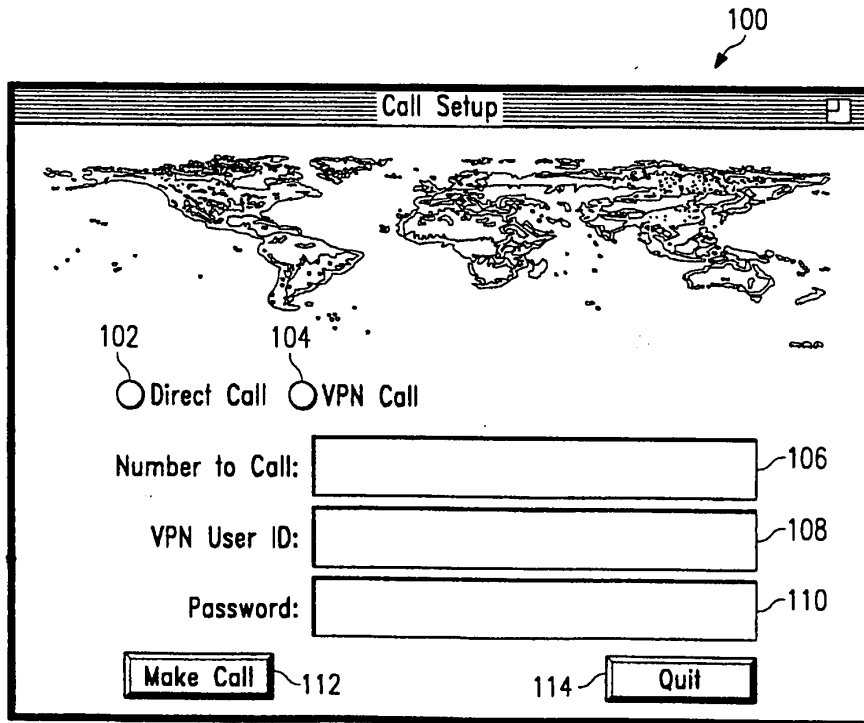 100
Call Setup
102
104
Direct Call
VPN Call
Number to Call:
106
VPN User ID:
108
Password:
110
Make Call
112
114
Quit